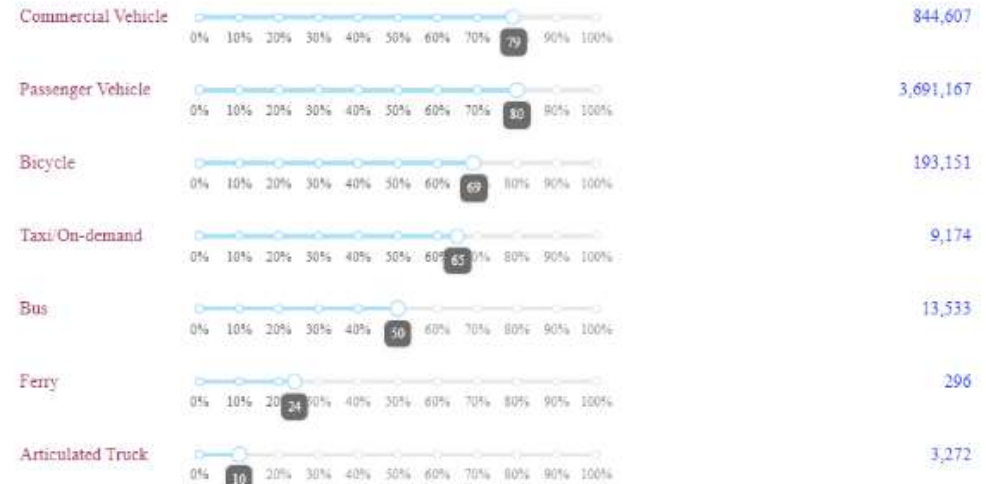 Commercial Vehicle 844,607
0% 10% 20% 30% 40% 50% 60% 70% 79 90% 100%
Passenger Vehicle 3,691,167
0% 10% 20% 30% 40% 50% 60% 70% 80 90% 100%
Bicycle 193,151
0% 10% 20% 30% 40% 50% 60% 69 80% 90% 100%
Taxi/On-demand 9,174
0% 10% 20% 30% 40% 50% 65 80% 90% 100%
Bus 13,533
0% 10% 20% 30% 40% 50 60% 70% 80% 90% 100%
Ferry 296
0% 10% 24 40% 50% 60% 70% 80% 90% 100%
Articulated Truck 3,272
0% 10 20% 30% 40% 50% 60% 70% 80% 90% 100%